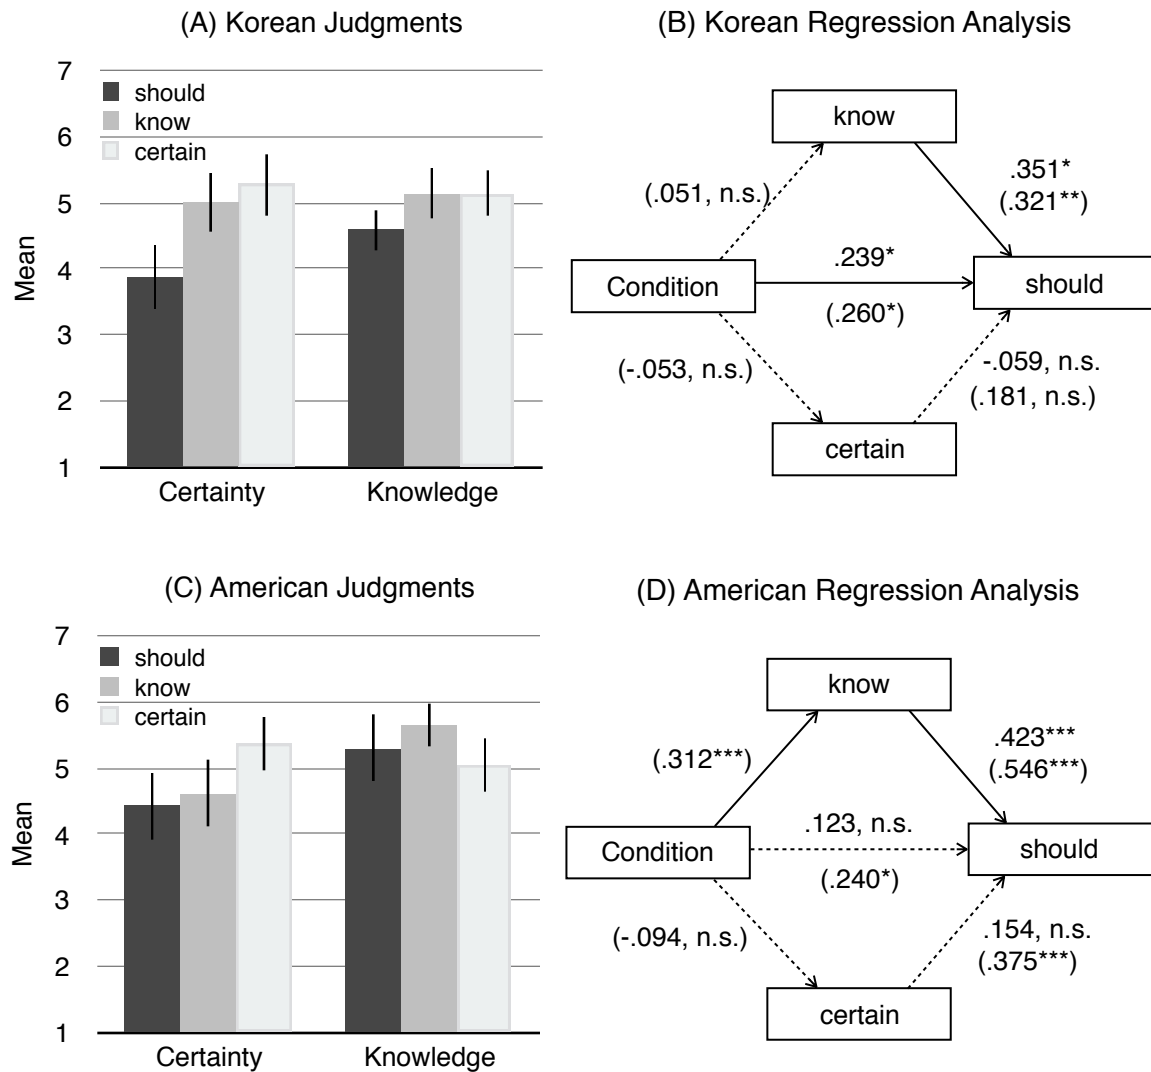 (A) Korean Judgments
7
6
5
4
3
2
1
Mean
should
know
certain
Certainty
Knowledge
(B) Korean Regression Analysis
know
(.051, n.s.)
.351*
(.321**)
Condition
.239*
(.260*)
should
(-.053, n.s.)
-.059, n.s.
(.181, n.s.)
certain
(C) American Judgments
7
6
5
4
3
2
1
Mean
should
know
certain
Certainty
Knowledge
(D) American Regression Analysis
know
(.312***)
.423***
(.546***)
Condition
.123, n.s.
(.240*)
should
(-.094, n.s.)
.154, n.s.
(.375***)
certain